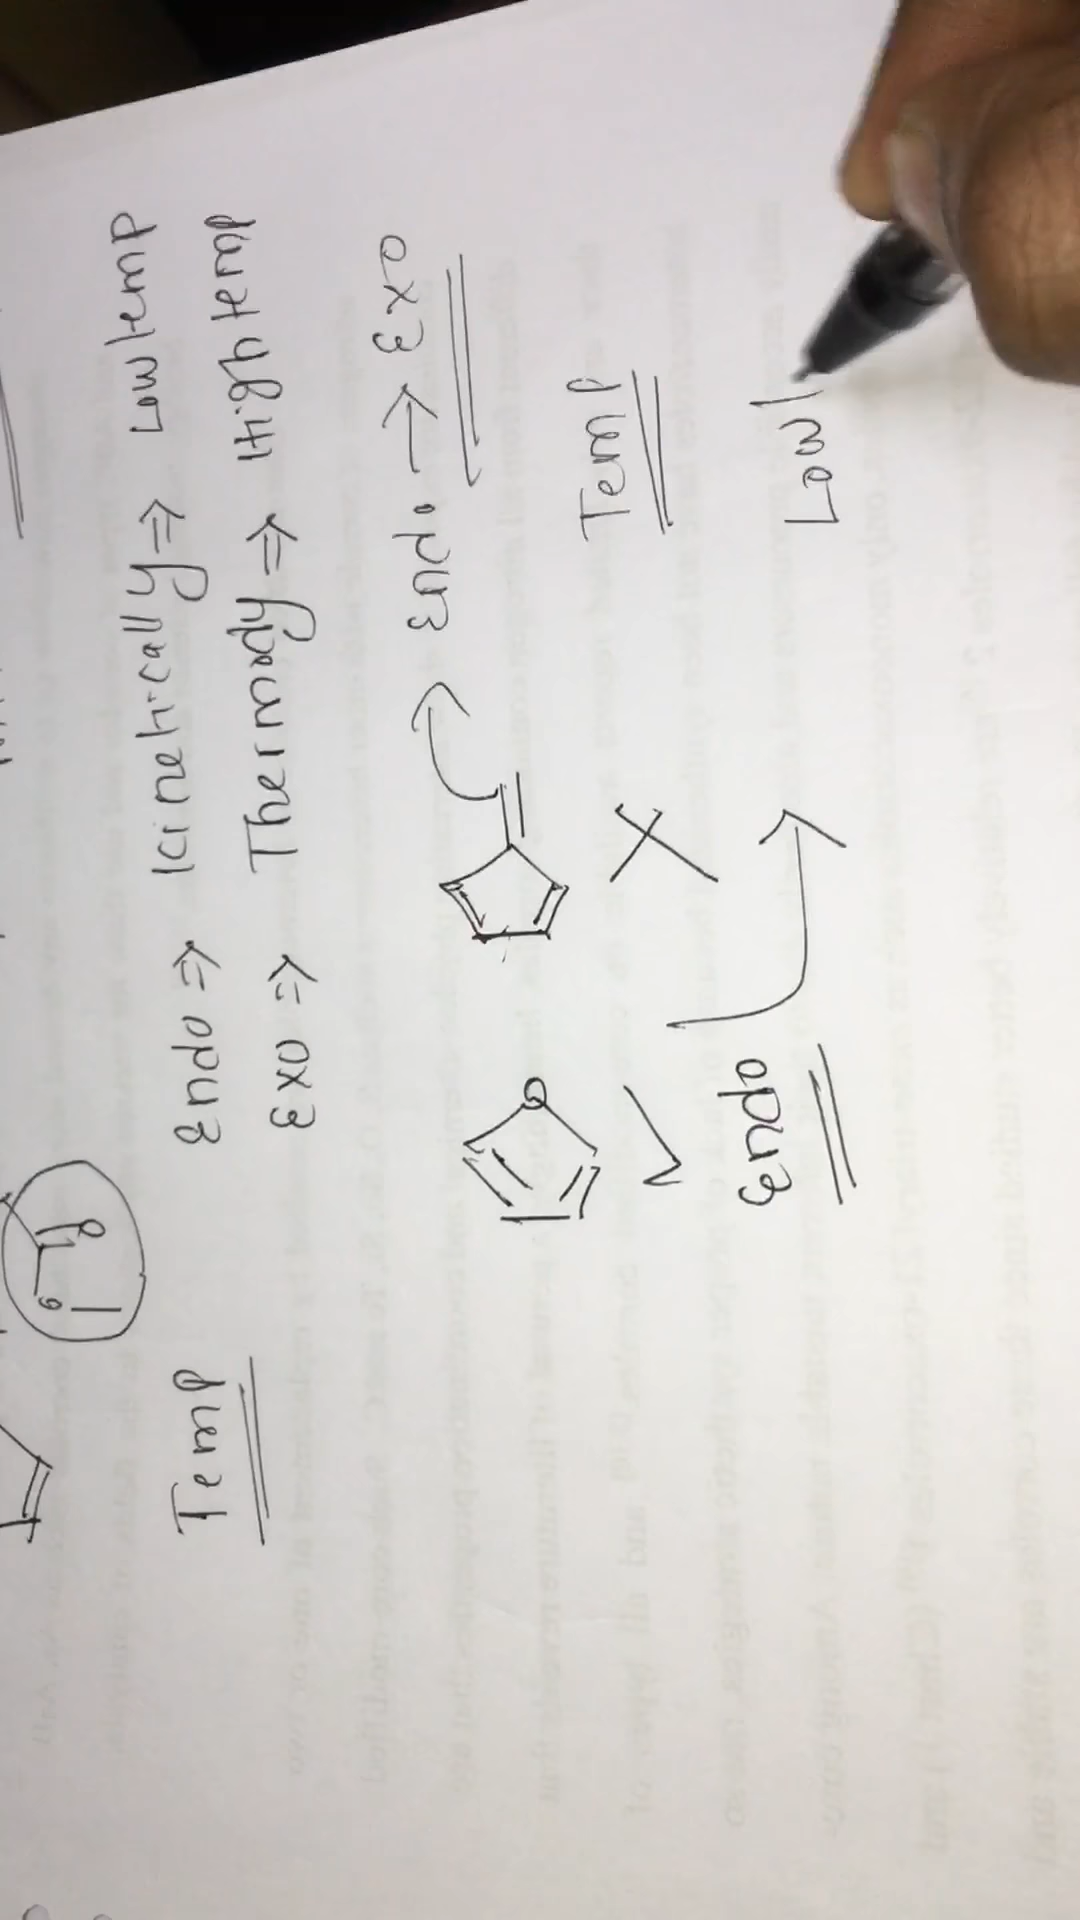 Temp
Endo ⇒ Kinetically ⇒ Low temp
Exo ⇒ Thermody ⇒ High temp
Endo → Exo
O
Temp
Endo
Low